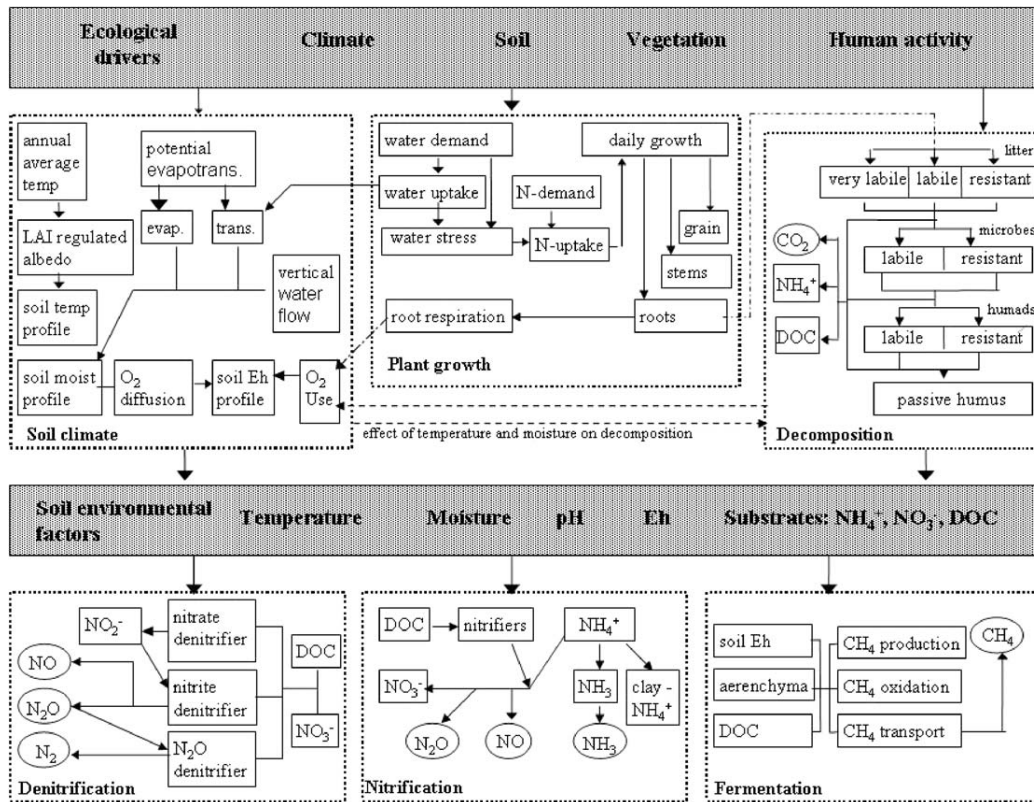 Ecological
drivers
Climate
Soil
Vegetation
Human activity
annual
average
temp
potential
evapotrans.
LAI regulated
albedo
evap.
trans.
soil temp
profile
vertical
water
flow
soil moist
profile
O₂
diffusion
soil Eh
profile
O₂
Use
Soil climate
water demand
daily growth
water uptake
N-demand
water stress
N-uptake
grain
stems
root respiration
roots
Plant growth
effect of temperature and moisture on decomposition
litter
very labile
labile
resistant
microbes
CO₂
labile
resistant
NH₄⁺
humads
DOC
labile
resistant
passive humus
Decomposition
Soil environmental
factors
Temperature
Moisture
pH
Eh
Substrates: NH₄⁺, NO₃⁻, DOC
NO₂⁻
nitrate
denitrifier
NO
DOC
nitrite
denitrifier
N₂O
NO₃⁻
N₂
N₂O
denitrifier
Denitrification
DOC
nitrifiers
NH₄⁺
NO₃⁻
NH₃
clay -
NH₄⁺
N₂O
NO
NH₃
Nitrification
soil Eh
CH₄ production
CH₄
aerenchyma
CH₄ oxidation
DOC
CH₄ transport
Fermentation